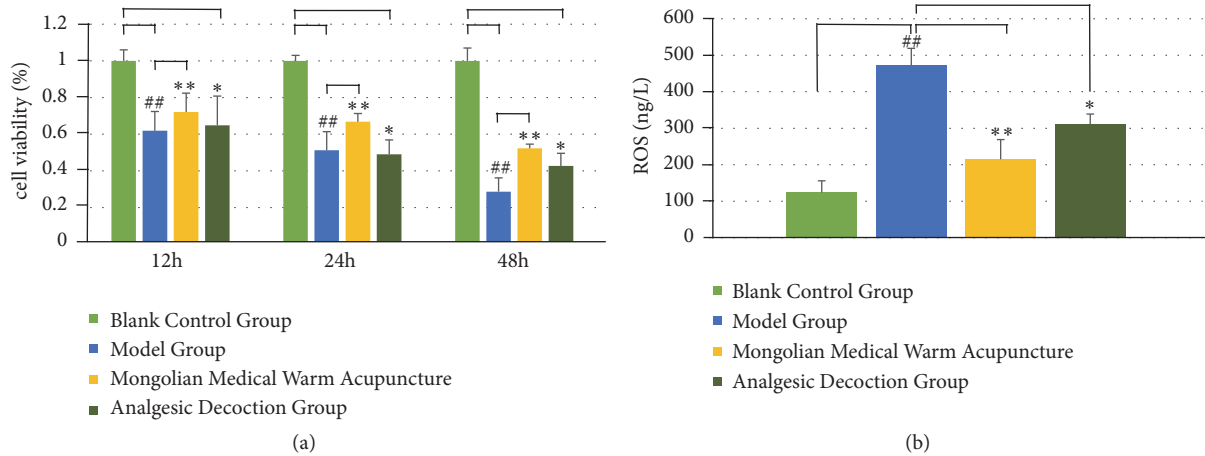 1.2
1
0.8
0.6
0.4
0.2
0
cell viability (%)
##
**
*
##
**
*
##
**
*
12h
24h
48h
Blank Control Group
Model Group
Mongolian Medical Warm Acupuncture
Analgesic Decoction Group
(a)
600
500
400
300
200
100
0
ROS (ng/L)
##
**
*
Blank Control Group
Model Group
Mongolian Medical Warm Acupuncture
Analgesic Decoction Group
(b)